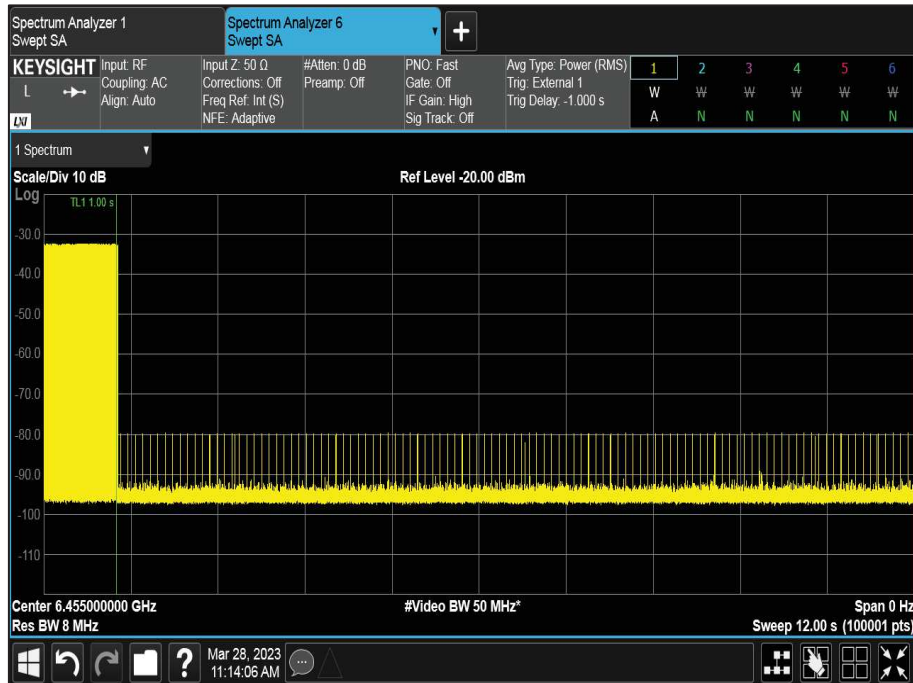 Spectrum Analyzer 1
Swept SA
Spectrum Analyzer 6
Swept SA
KEYSIGHT
L
LXI
Input: RF
Coupling: AC
Align: Auto
Input Z: 50 Ω
Corrections: Off
Freq Ref: Int (S)
NFE: Adaptive
#Atten: 0 dB
Preamp: Off
PNO: Fast
Gate: Off
IF Gain: High
Sig Track: Off
Avg Type: Power (RMS)
Trig: External 1
Trig Delay: -1.000 s
1 2 3 4 5 6
W W W W W W
A N N N N N
1 Spectrum
Scale/Div 10 dB
Ref Level -20.00 dBm
Log
TL1 1.00 s
-30.0
-40.0
-50.0
-60.0
-70.0
-80.0
-90.0
-100
-110
Center 6.455000000 GHz
#Video BW 50 MHz*
Span 0 Hz
Res BW 8 MHz
Sweep 12.00 s (100001 pts)
?
Mar 28, 2023
11:14:06 AM